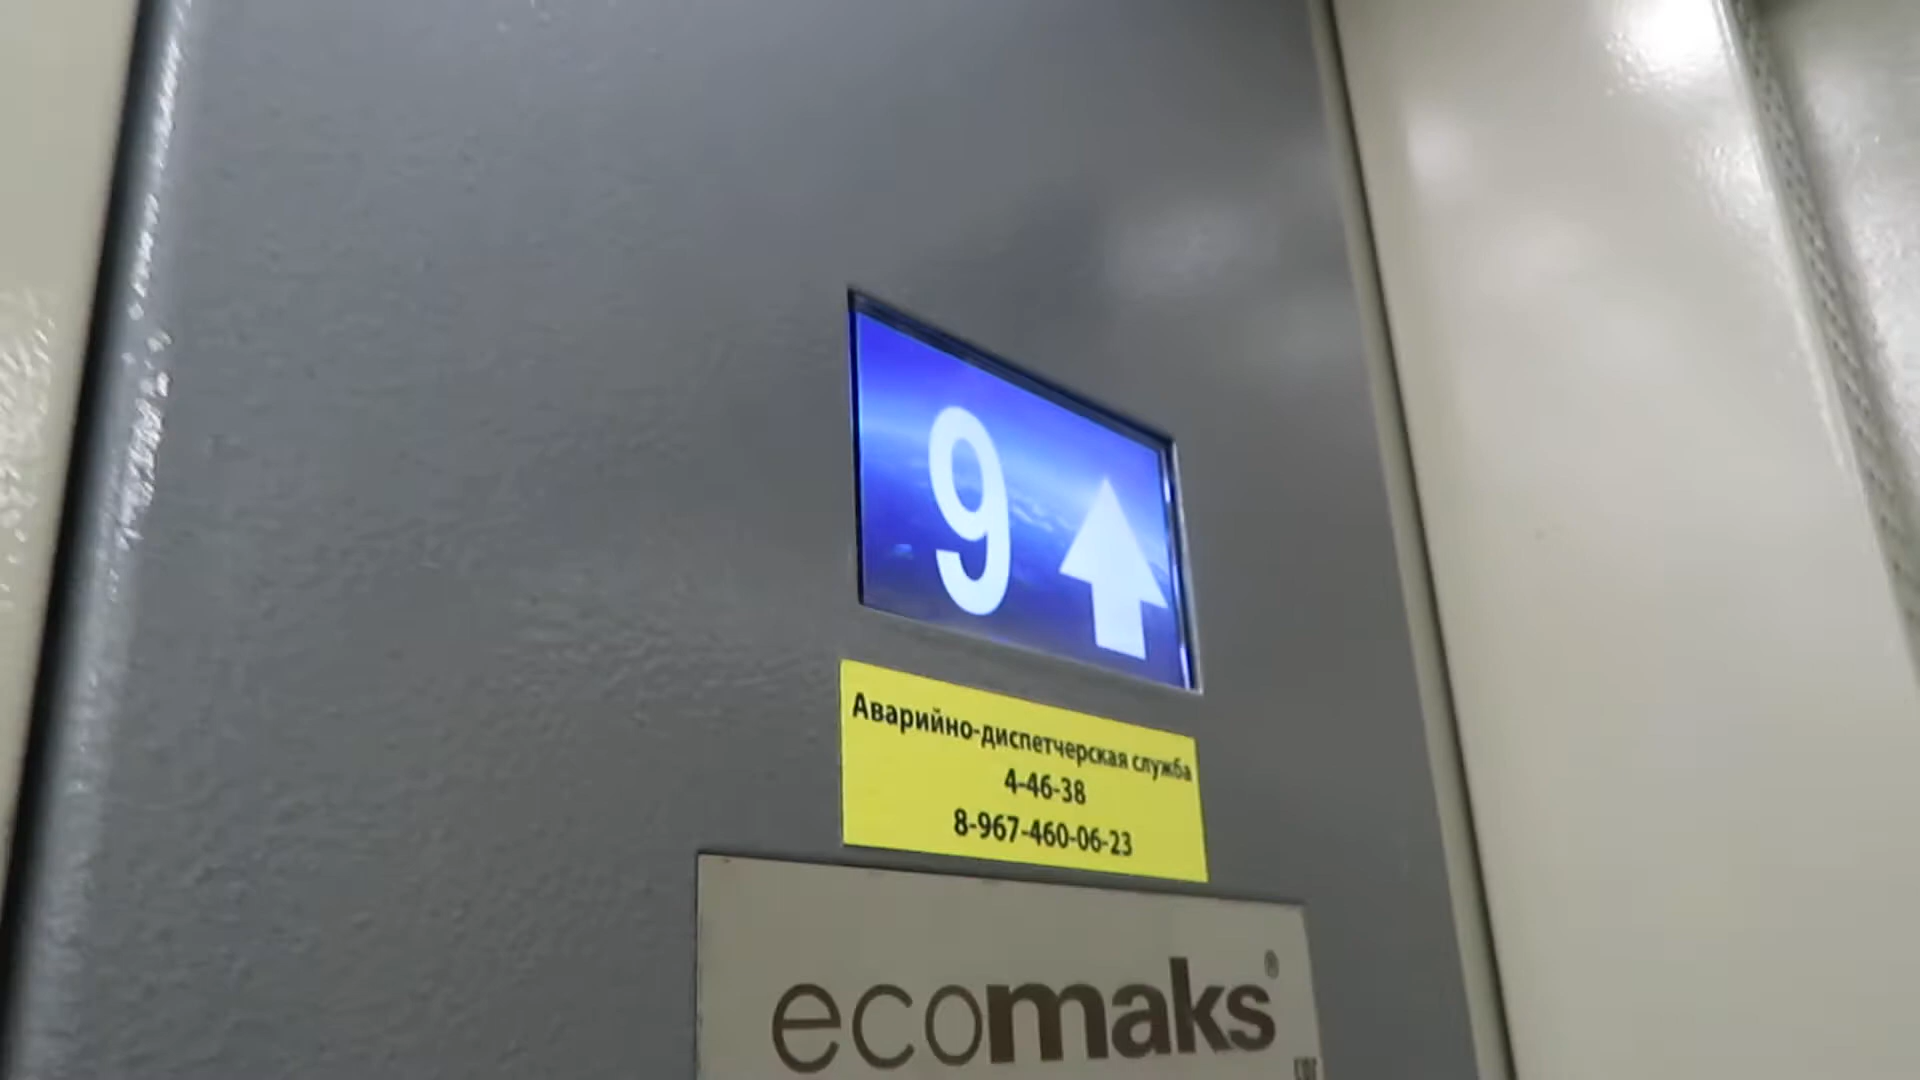 9
Аварийно-диспетчерская служба
4-46-38
8-967-460-06-23
ecomaks®